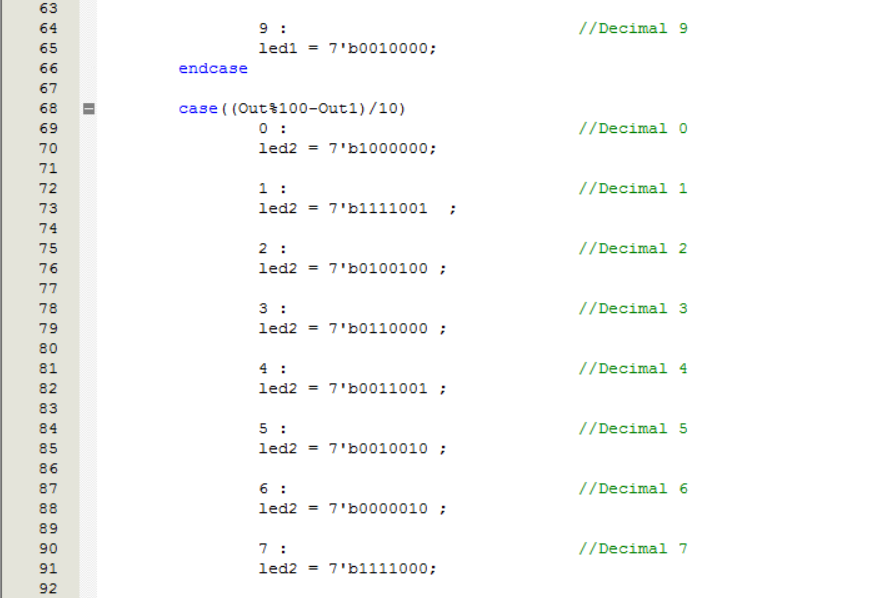 63
64 9 : //Decimal 9
65 led1 = 7'b0010000;
66 endcase
67
68 case((Out%100-Out1)/10)
69 0 : //Decimal 0
70 led2 = 7'b1000000;
71
72 1 : //Decimal 1
73 led2 = 7'b1111001 ;
74
75 2 : //Decimal 2
76 led2 = 7'b0100100 ;
77
78 3 : //Decimal 3
79 led2 = 7'b0110000 ;
80
81 4 : //Decimal 4
82 led2 = 7'b0011001 ;
83
84 5 : //Decimal 5
85 led2 = 7'b0010010 ;
86
87 6 : //Decimal 6
88 led2 = 7'b0000010 ;
89
90 7 : //Decimal 7
91 led2 = 7'b1111000;
92